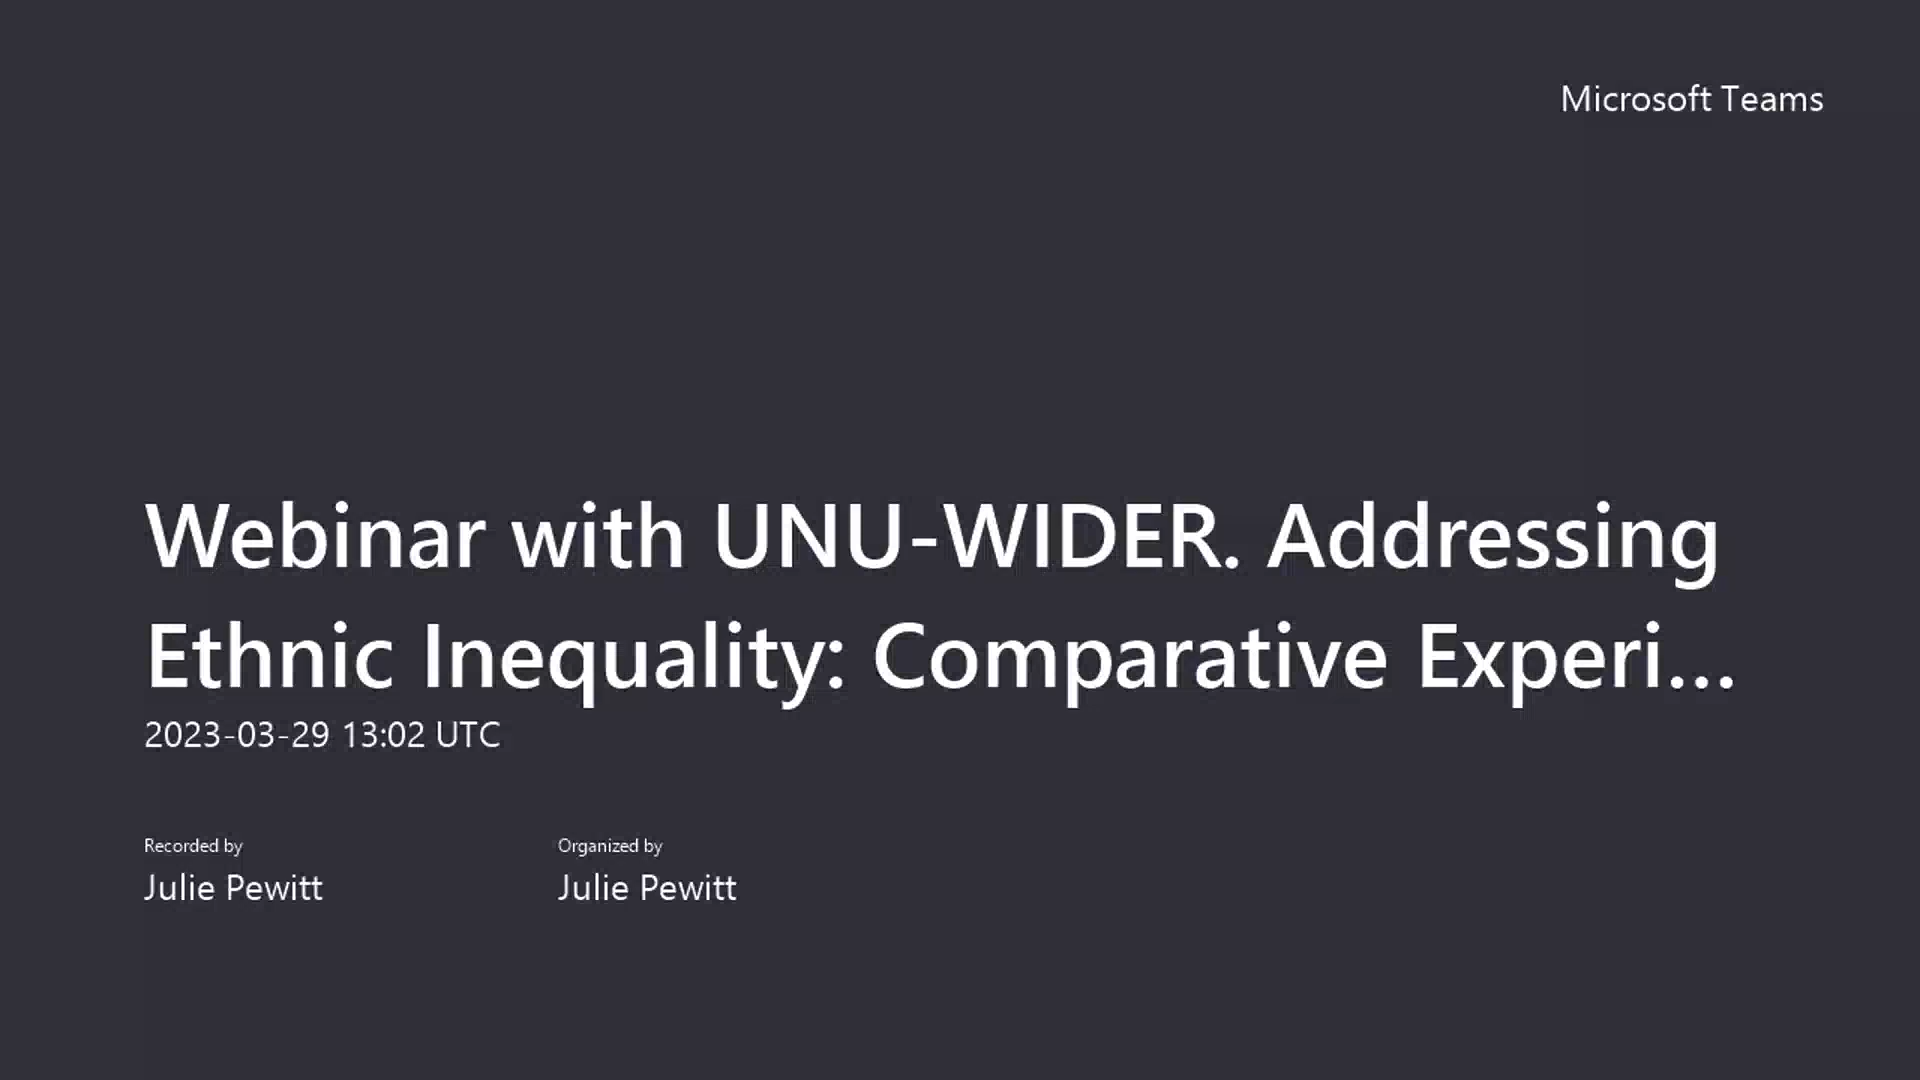 Microsoft Teams
Webinar with UNU-WIDER. Addressing
Ethnic Inequality: Comparative Experi...
2023-03-29 13:02 UTC
Recorded by
Julie Pewitt
Organized by
Julie Pewitt